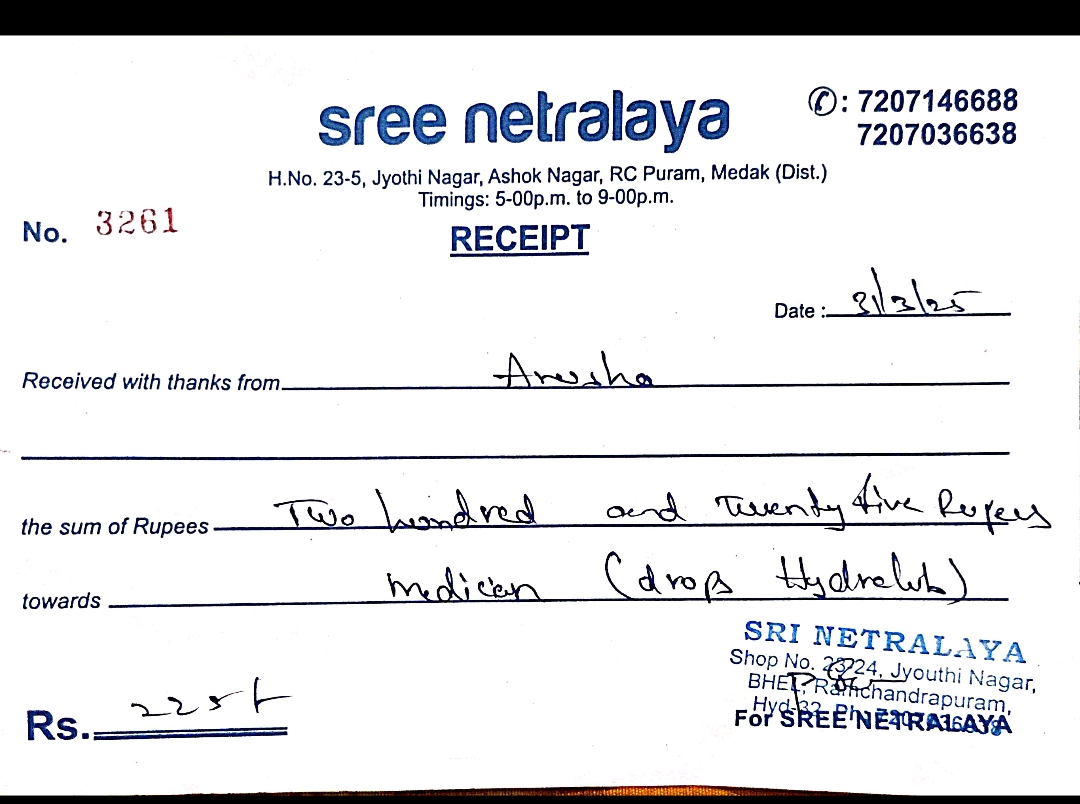 sree netralaya
✆: 7207146688
7207036638
H.No. 23-5, Jyothi Nagar, Ashok Nagar, RC Puram, Medak (Dist.)
Timings: 5-00p.m. to 9-00p.m.
No. 3261
RECEIPT
Date : 31/3/25
Received with thanks from Anusha
the sum of Rupees Two hundred and Twenty five Rupees
towards medican (drops Hydralub)
SRI NETRALAYA
Shop No. 23/24, Jyouthi Nagar,
BHEL, Ramchandrapuram,
Hyd-32. Ph: 7207036638
Rs. 225/-
For SREE NETRALAYA